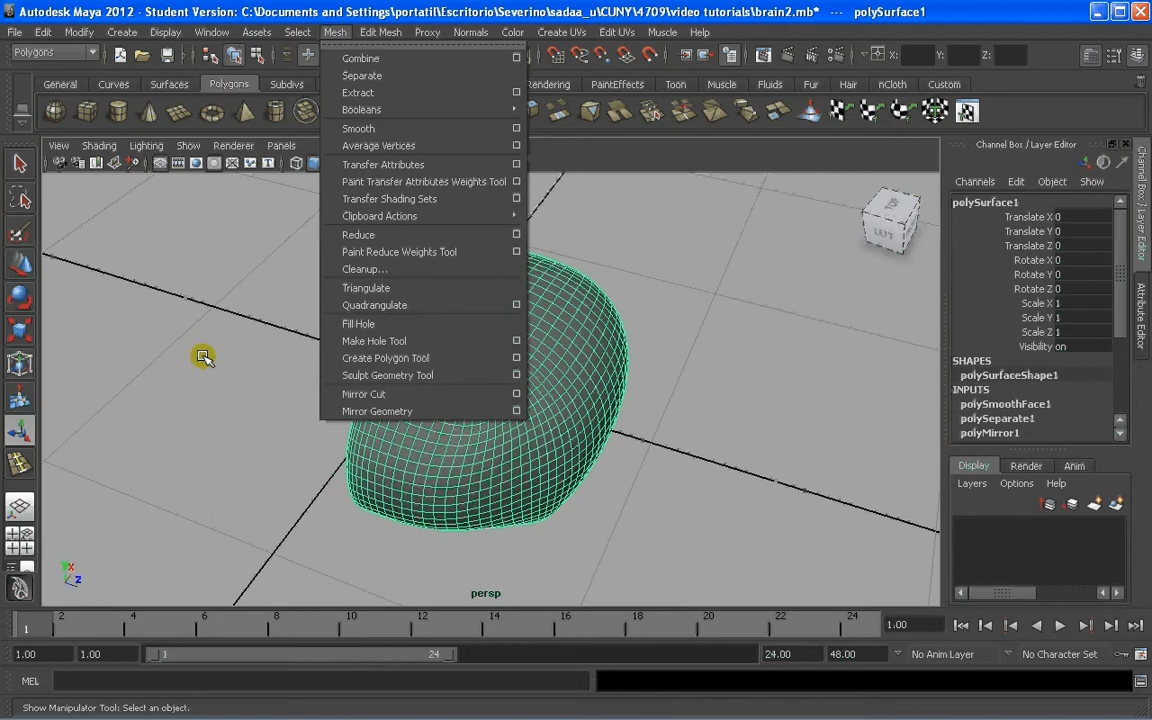 Autodesk Maya 2012 - Student Version: C:\Documents and Settings\portatil\Escritorio\Severino\sadaa_u\CUNY\4709\video tutorials\brain2.mb* --- polySurface1
File Edit Modify Create Display Window Assets Select Mesh Edit Mesh Proxy Normals Color Create UVs Edit UVs Muscle Help
Polygons X: Y: Z:
General Curves Surfaces Polygons Subdivs Rendering PaintEffects Toon Muscle Fluids Fur Hair nCloth Custom
View Shading Lighting Show Renderer Panels
Combine
Separate
Extract
Booleans
Smooth
Average Vertices
Transfer Attributes
Paint Transfer Attributes Weights Tool
Transfer Shading Sets
Clipboard Actions
Reduce
Paint Reduce Weights Tool
Cleanup...
Triangulate
Quadrangulate
Fill Hole
Make Hole Tool
Create Polygon Tool
Sculpt Geometry Tool
Mirror Cut
Mirror Geometry
TOP
LEFT
persp
Channel Box / Layer Editor
Channels Edit Object Show
polySurface1
Translate X 0
Translate Y 0
Translate Z 0
Rotate X 0
Rotate Y 0
Rotate Z 0
Scale X 1
Scale Y 1
Scale Z 1
Visibility on
SHAPES
polySurfaceShape1
INPUTS
polySmoothFace1
polySeparate1
polyMirror1
Display Render Anim
Layers Options Help
Channel Box / Layer Editor
Attribute Editor
1 2 4 6 8 10 12 14 16 18 20 22 24 1.00
1.00 1.00 1 24 24.00 48.00 No Anim Layer No Character Set
MEL
Show Manipulator Tool: Select an object.